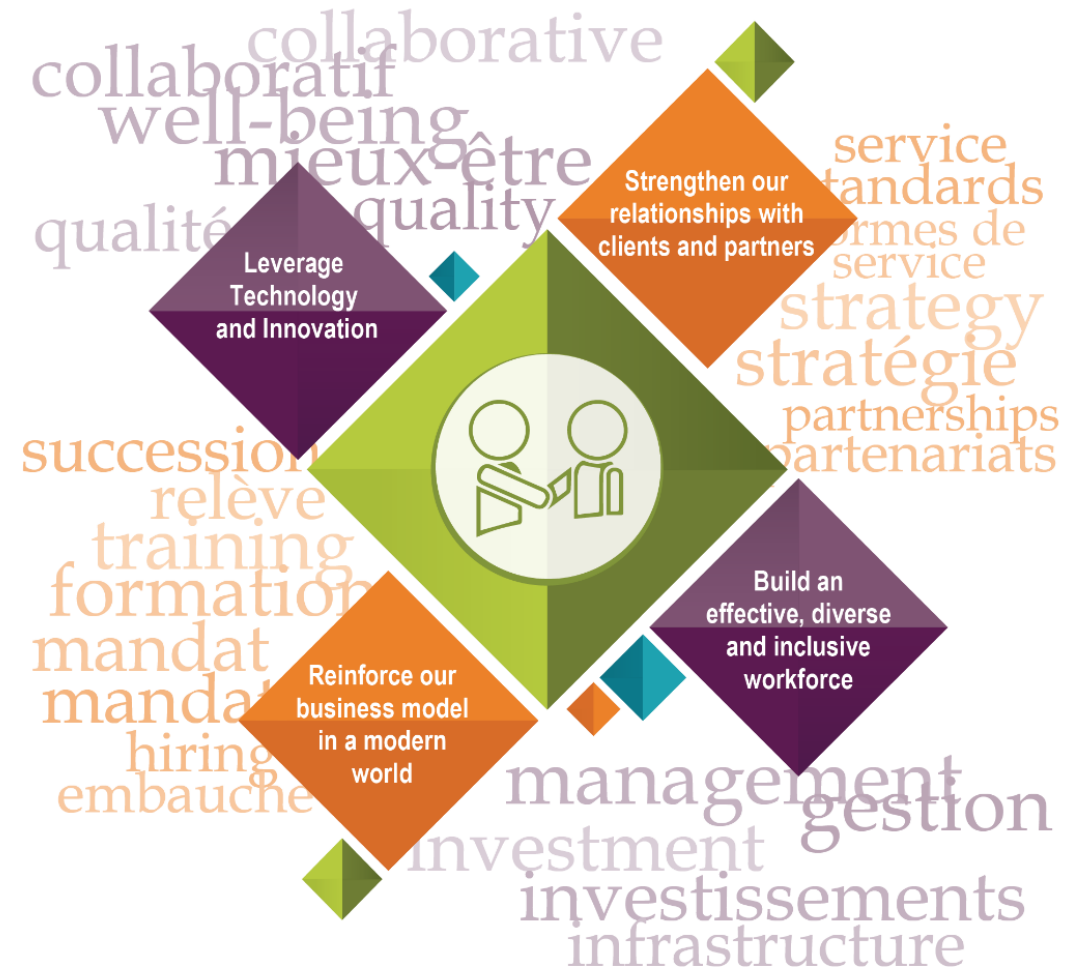 collaborative
collaboratif
well-being
mieux-être
qualité
quality
Leverage
Technology
and Innovation
Strengthen our
relationships with
clients and partners
service
standards
normes de
service
strategy
stratégie
partnerships
partenariats
succession
relève
training
formation
mandat
mandat
hiring
embauche
Reinforce our
business model
in a modern
world
Build an
effective, diverse
and inclusive
workforce
management
gestion
investment
investissements
infrastructure